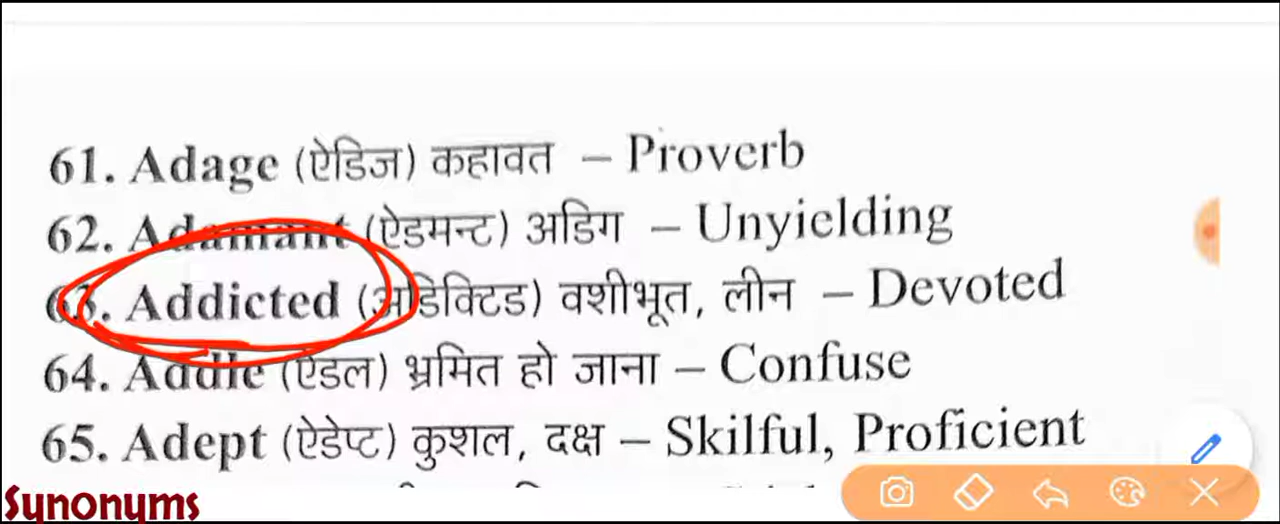 61. Adage (ऐडिज) कहावत – Proverb
62. Adamant (ऐडमन्ट) अडिग – Unyielding
63. Addicted (अडिक्टिड) वशीभूत, लीन – Devoted
64. Addle (ऐडल) भ्रमित हो जाना – Confuse
65. Adept (ऐडेप्ट) कुशल, दक्ष – Skilful, Proficient
Synonyms